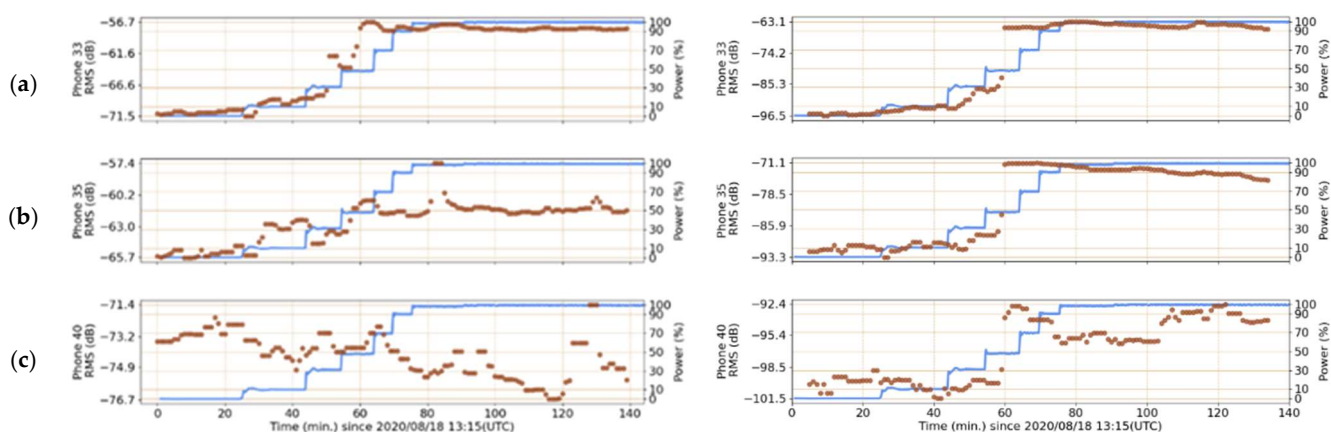 (a)
Phone 33
RMS (dB)
−56.7
−61.6
−66.6
−71.5
100
90
70
50
30
10
0
Power (%)
Phone 33
RMS (dB)
−63.1
−74.2
−85.3
−96.5
100
90
70
50
30
10
0
Power (%)
(b)
Phone 35
RMS (dB)
−57.4
−60.2
−63.0
−65.7
100
90
70
50
30
10
0
Power (%)
Phone 35
RMS (dB)
−71.1
−78.5
−85.9
−93.3
100
90
70
50
30
10
0
Power (%)
(c)
Phone 40
RMS (dB)
−71.4
−73.2
−74.9
−76.7
100
90
70
50
30
10
0
Power (%)
0 20 40 60 80 100 120 140
Time (min.) since 2020/08/18 13:15(UTC)
Phone 40
RMS (dB)
−92.4
−95.4
−98.5
−101.5
100
90
70
50
30
10
0
Power (%)
0 20 40 60 80 100 120 140
Time (min.) since 2020/08/18 13:15(UTC)